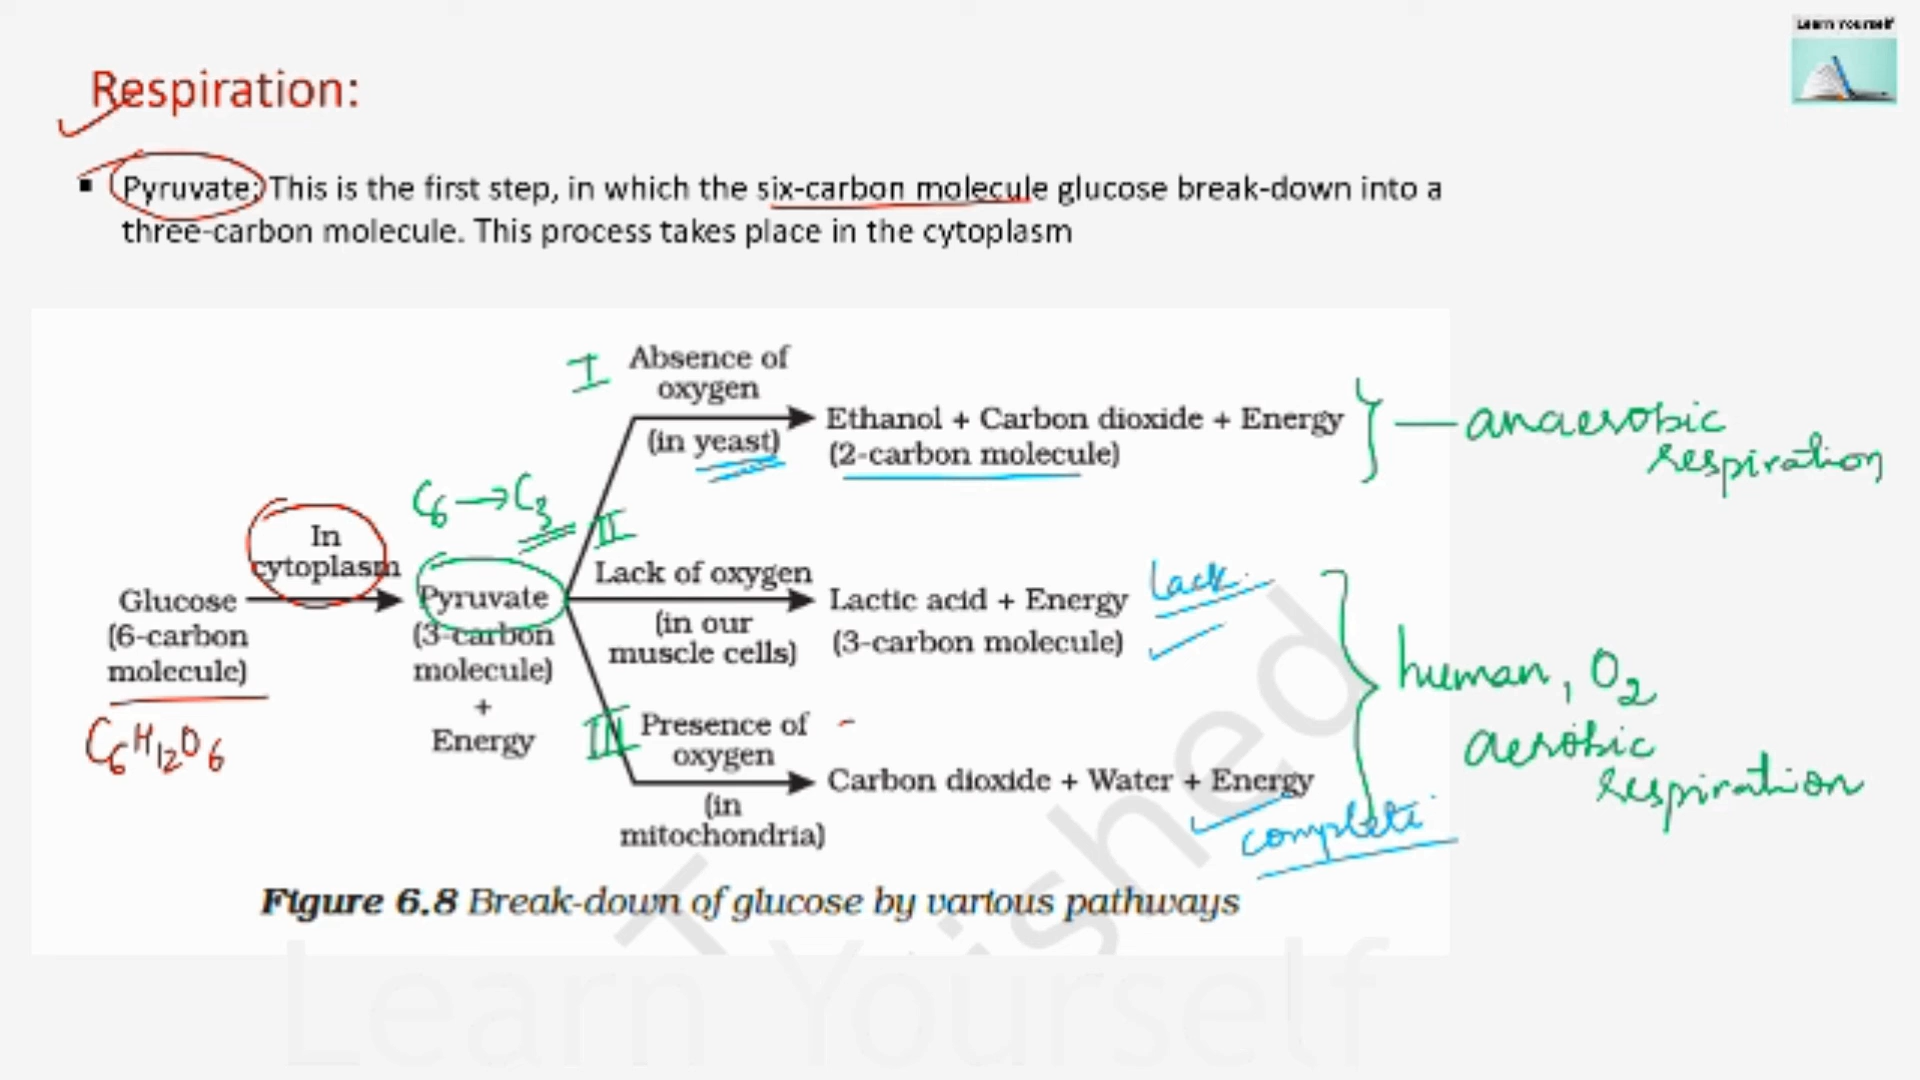 Learn Yourself
Respiration:
▪ Pyruvate: This is the first step, in which the six-carbon molecule glucose break-down into a
three-carbon molecule. This process takes place in the cytoplasm
I
Absence of
oxygen
(in yeast)
Ethanol + Carbon dioxide + Energy
(2-carbon molecule)
anaerobic
respiration
C6 → C3
II
In
cytoplasm
Glucose
(6-carbon
molecule)
C6H12O6
Pyruvate
(3-carbon
molecule)
+
Energy
Lack of oxygen
(in our
muscle cells)
Lactic acid + Energy
(3-carbon molecule)
Lack
human, O2
aerobic
respiration
III
Presence of
oxygen
(in
mitochondria)
Carbon dioxide + Water + Energy
Figure 6.8 Break-down of glucose by various pathways
Learn Yourself